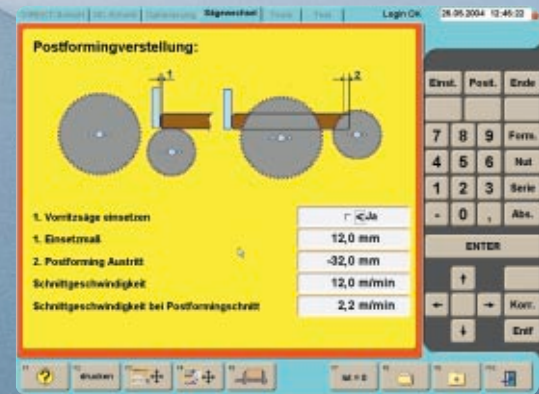 Sägewechsel
Login OK
26.05.2004 12:46:22
Postformingverstellung:
1
2
1. Vorritzsäge einsetzen
Ja
1. Einsetzmaß
12,0 mm
2. Postforming Austritt
-32,0 mm
Schnittgeschwindigkeit
12,0 m/min
Schnittgeschwindigkeit bei Postformingschnitt
2,2 m/min
Einst. Posit. Ende
7 8 9 Form.
4 5 6 Nut
1 2 3 Serie
- 0 , Abs.
ENTER
Korr.
Entf
drucken